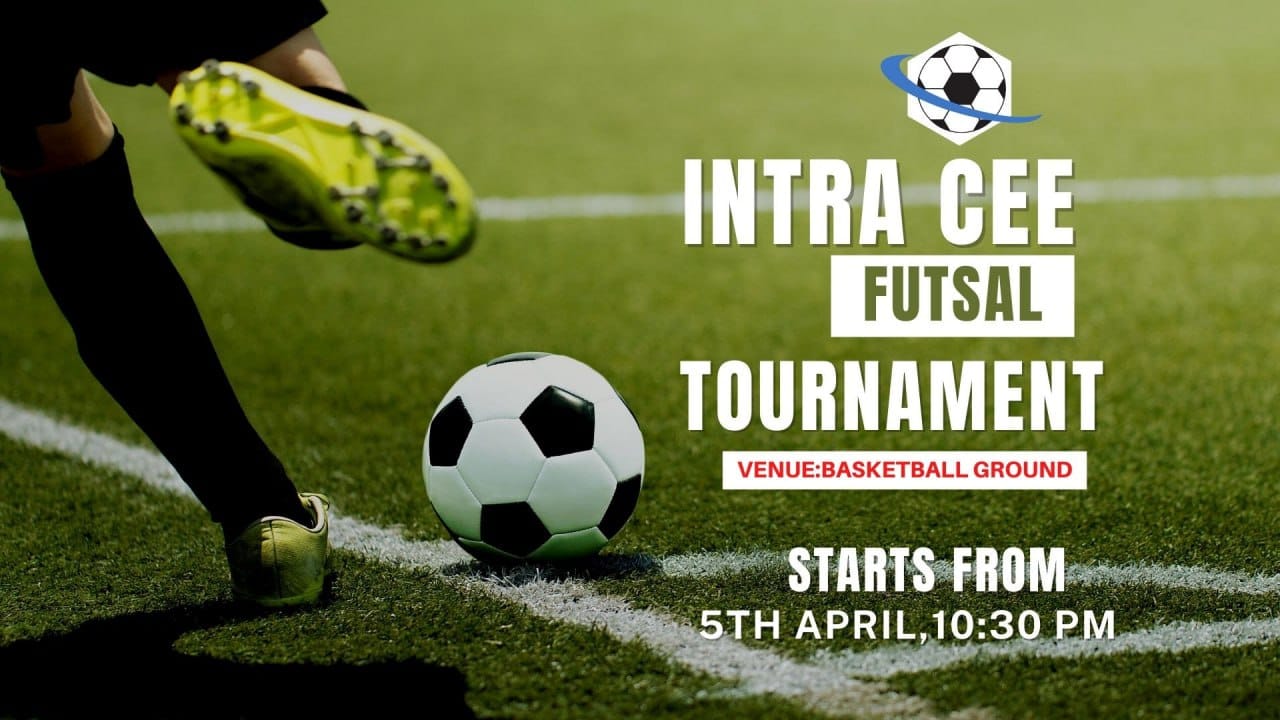 INTRA CEE
FUTSAL
TOURNAMENT
VENUE:BASKETBALL GROUND
STARTS FROM
5TH APRIL,10:30 PM